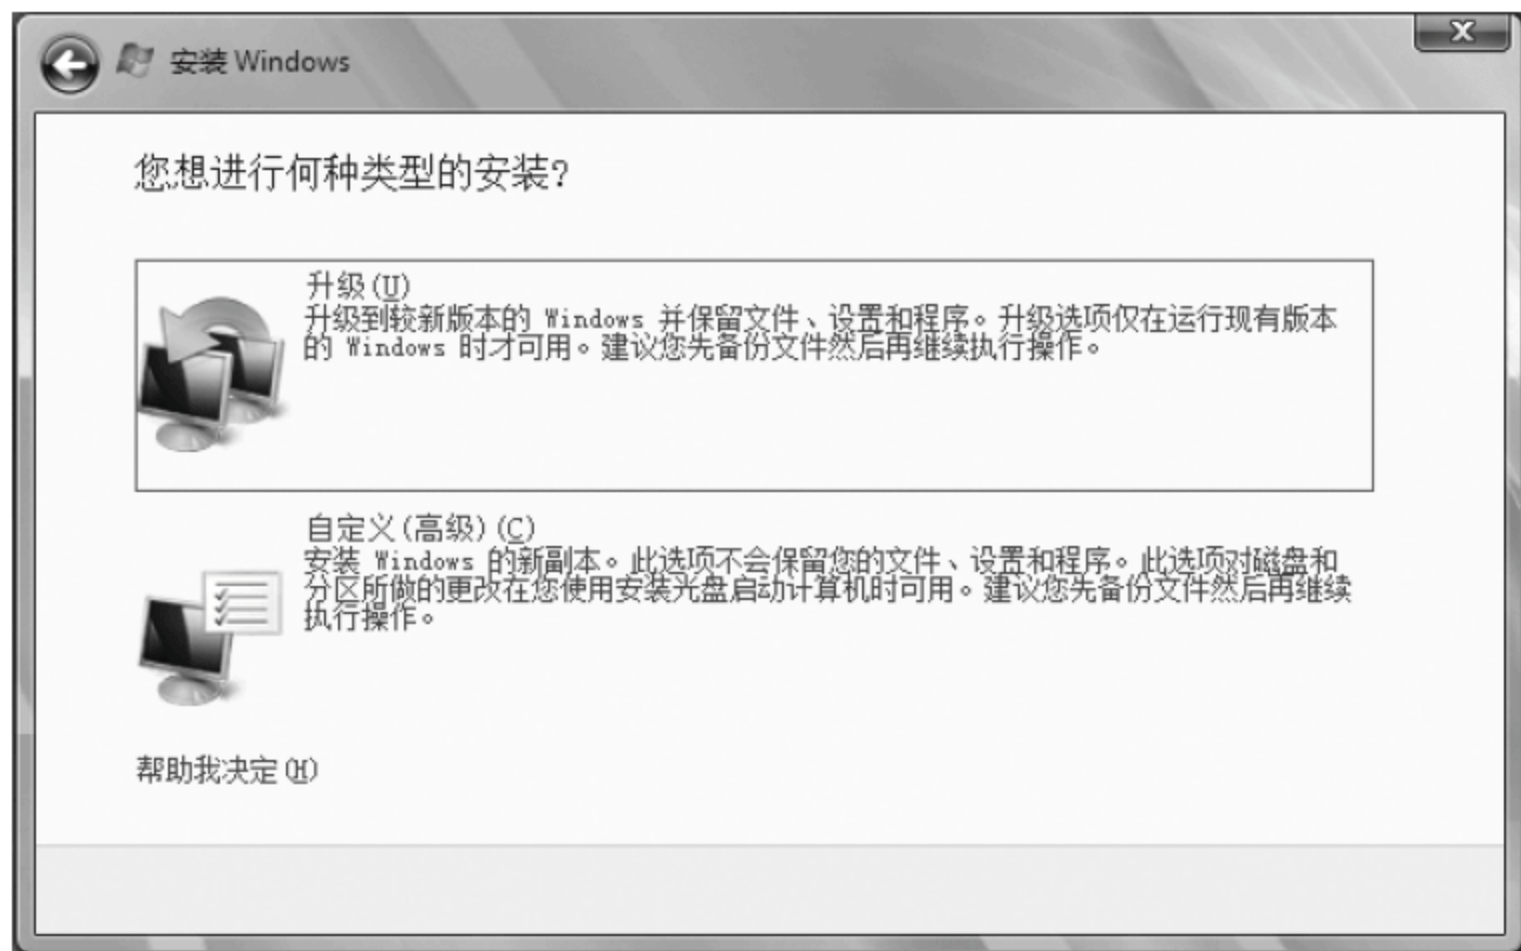 安装 Windows
您想进行何种类型的安装?
升级(U)
升级到较新版本的 Windows 并保留文件、设置和程序。升级选项仅在运行现有版本
的 Windows 时才可用。建议您先备份文件然后再继续执行操作。
自定义(高级)(C)
安装 Windows 的新副本。此选项不会保留您的文件、设置和程序。此选项对磁盘和
分区所做的更改在您使用安装光盘启动计算机时可用。建议您先备份文件然后再继续
执行操作。
帮助我决定(H)